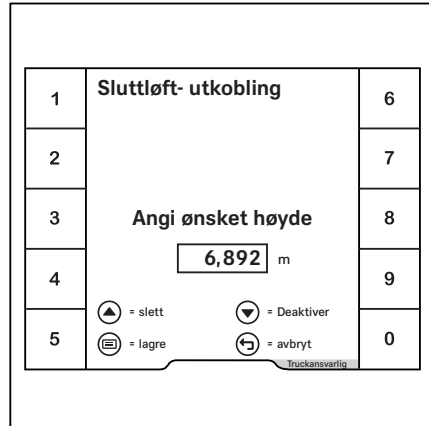 Sluttløft- utkobling
1
2
3
4
5
6
7
8
9
0
Angi ønsket høyde
6,892 m
= slett
= Deaktiver
= lagre
= avbryt
Truckansvarlig